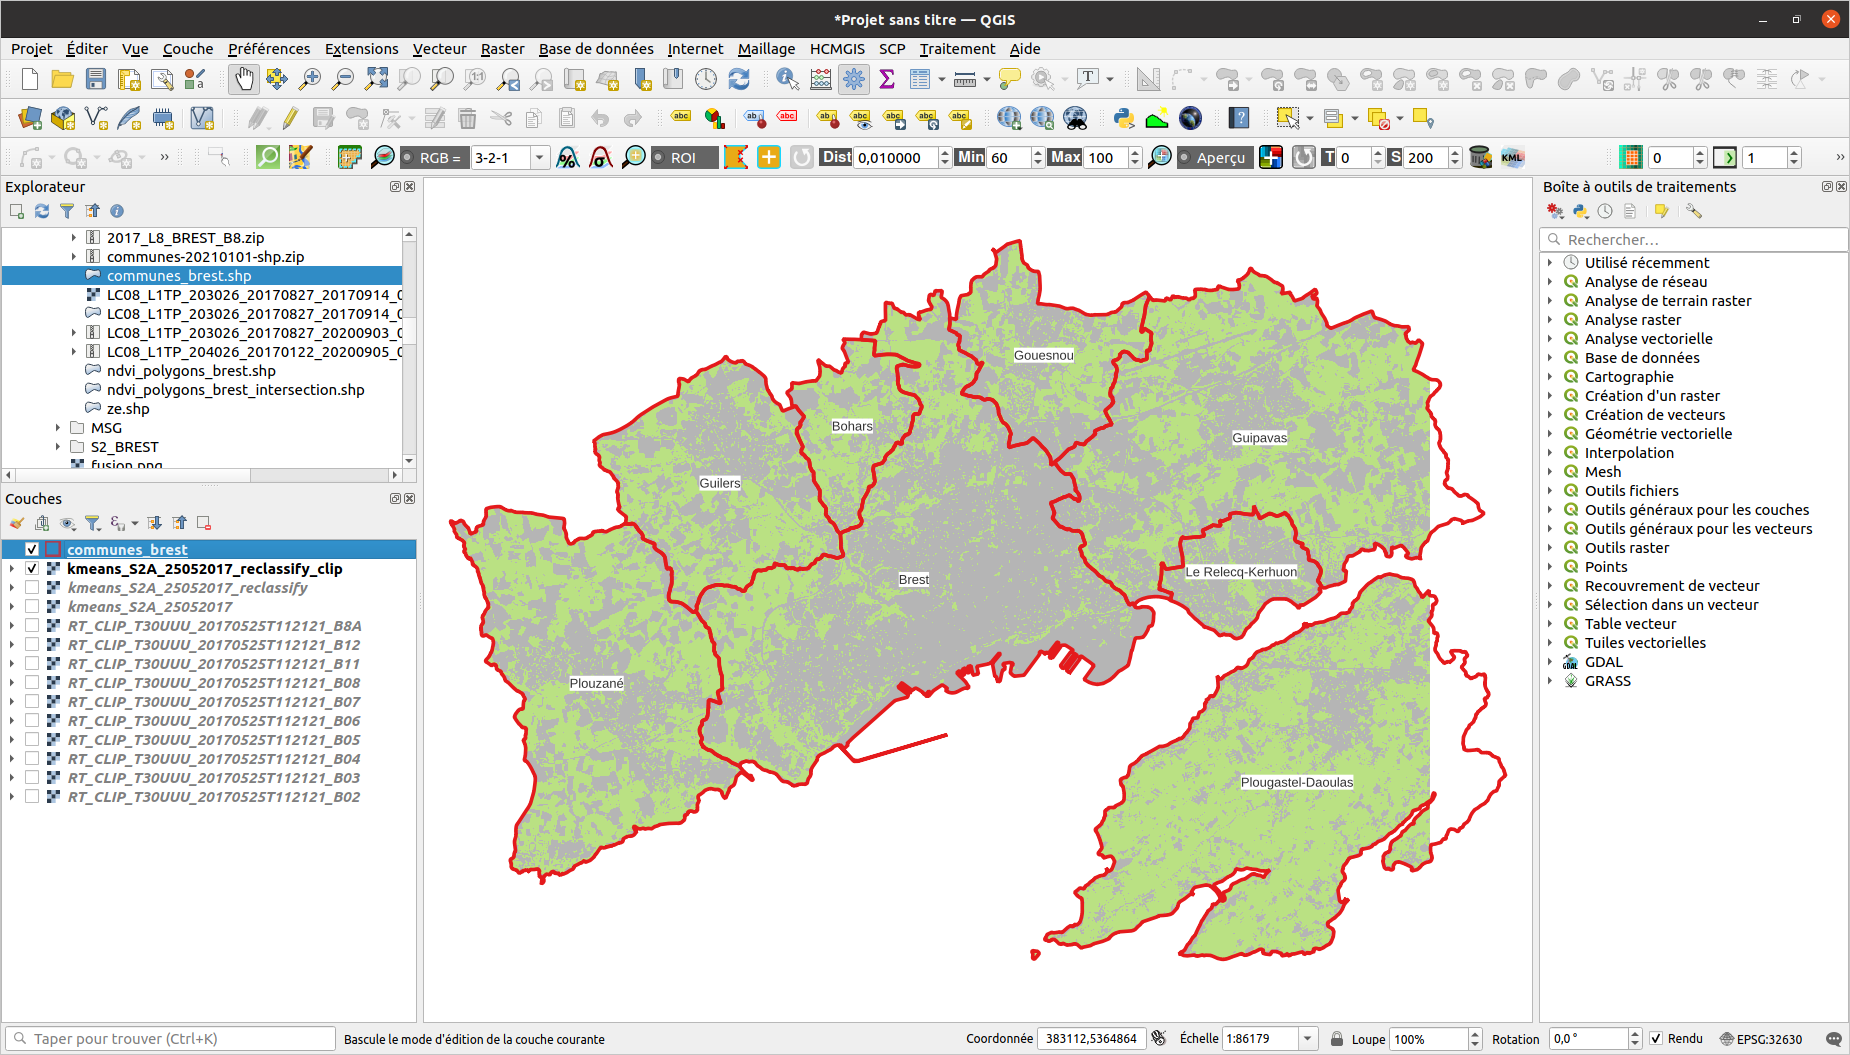 *Projet sans titre — QGIS
Projet Éditer Vue Couche Préférences Extensions Vecteur Raster Base de données Internet Maillage HCMGIS SCP Traitement Aide
RGB = 3-2-1 ROI Dist 0,010000 Min 60 Max 100 Aperçu T 0 S 200 KML 0 1
Explorateur
2017_L8_BREST_B8.zip
communes-20210101-shp.zip
communes_brest.shp
LC08_L1TP_203026_20170827_20170914_0
LC08_L1TP_203026_20170827_20170914_0
LC08_L1TP_203026_20170827_20200903_0
LC08_L1TP_204026_20170122_20200905_0
ndvi_polygons_brest.shp
ndvi_polygons_brest_intersection.shp
ze.shp
MSG
S2_BREST
fusion.png
Couches
communes_brest
kmeans_S2A_25052017_reclassify_clip
kmeans_S2A_25052017_reclassify
kmeans_S2A_25052017
RT_CLIP_T30UUU_20170525T112121_B8A
RT_CLIP_T30UUU_20170525T112121_B12
RT_CLIP_T30UUU_20170525T112121_B11
RT_CLIP_T30UUU_20170525T112121_B08
RT_CLIP_T30UUU_20170525T112121_B07
RT_CLIP_T30UUU_20170525T112121_B06
RT_CLIP_T30UUU_20170525T112121_B05
RT_CLIP_T30UUU_20170525T112121_B04
RT_CLIP_T30UUU_20170525T112121_B03
RT_CLIP_T30UUU_20170525T112121_B02
Gouesnou
Bohars
Guipavas
Guilers
Le Relecq-Kerhuon
Brest
Plouzané
Plougastel-Daoulas
Boîte à outils de traitements
Rechercher…
Utilisé récemment
Analyse de réseau
Analyse de terrain raster
Analyse raster
Analyse vectorielle
Base de données
Cartographie
Création d'un raster
Création de vecteurs
Géométrie vectorielle
Interpolation
Mesh
Outils fichiers
Outils généraux pour les couches
Outils généraux pour les vecteurs
Outils raster
Points
Recouvrement de vecteur
Sélection dans un vecteur
Table vecteur
Tuiles vectorielles
GDAL
GRASS
Taper pour trouver (Ctrl+K) Bascule le mode d'édition de la couche courante Coordonnée 383112,5364864 Échelle 1:86179 Loupe 100% Rotation 0,0 ° Rendu EPSG:32630